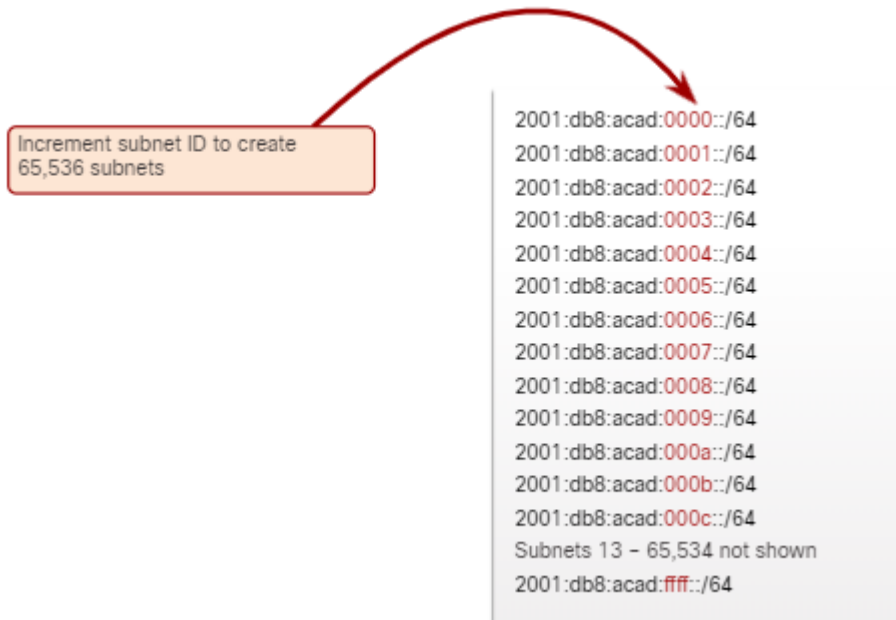 Increment subnet ID to create
65,536 subnets
2001:db8:acad:0000::/64
2001:db8:acad:0001::/64
2001:db8:acad:0002::/64
2001:db8:acad:0003::/64
2001:db8:acad:0004::/64
2001:db8:acad:0005::/64
2001:db8:acad:0006::/64
2001:db8:acad:0007::/64
2001:db8:acad:0008::/64
2001:db8:acad:0009::/64
2001:db8:acad:000a::/64
2001:db8:acad:000b::/64
2001:db8:acad:000c::/64
Subnets 13 – 65,534 not shown
2001:db8:acad:ffff::/64